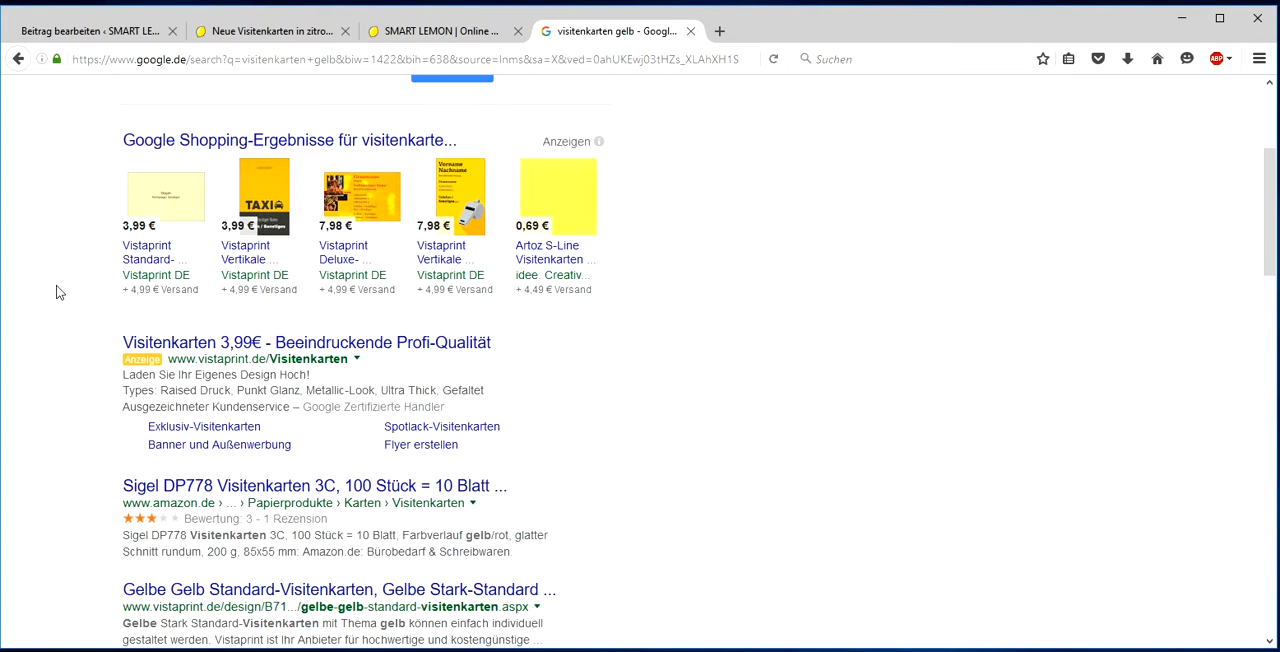 Beitrag bearbeiten ‹ SMART LE...
Neue Visitenkarten in zitro...
SMART LEMON | Online ...
visitenkarten gelb - Googl...
https://www.google.de/search?q=visitenkarten+gelb&biw=1422&bih=638&source=lnms&sa=X&ved=0ahUKEwj03tHZs_XLAhXH1S
Suchen
ABP
Google Shopping-Ergebnisse für visitenkarte...
Anzeigen
TAXI
Vorname
Nachname
3,99 €
3,99 €
7,98 €
7,98 €
0,69 €
Vistaprint
Standard- ...
Vistaprint DE
+ 4,99 € Versand
Vistaprint
Vertikale ...
Vistaprint DE
+ 4,99 € Versand
Vistaprint
Deluxe- ...
Vistaprint DE
+ 4,99 € Versand
Vistaprint
Vertikale ...
Vistaprint DE
+ 4,99 € Versand
Artoz S-Line
Visitenkarten ...
idee. Creativ...
+ 4,49 € Versand
Visitenkarten 3,99€ - Beeindruckende Profi-Qualität
Anzeige www.vistaprint.de/Visitenkarten
Laden Sie Ihr Eigenes Design Hoch!
Types: Raised Druck, Punkt Glanz, Metallic-Look, Ultra Thick, Gefaltet
Ausgezeichneter Kundenservice – Google Zertifizierte Händler
Exklusiv-Visitenkarten
Spotlack-Visitenkarten
Banner und Außenwerbung
Flyer erstellen
Sigel DP778 Visitenkarten 3C, 100 Stück = 10 Blatt ...
www.amazon.de › ... › Papierprodukte › Karten › Visitenkarten
Bewertung: 3 - 1 Rezension
Sigel DP778 Visitenkarten 3C, 100 Stück = 10 Blatt, Farbverlauf gelb/rot, glatter
Schnitt rundum, 200 g, 85x55 mm: Amazon.de: Bürobedarf & Schreibwaren.
Gelbe Gelb Standard-Visitenkarten, Gelbe Stark-Standard ...
www.vistaprint.de/design/B71.../gelbe-gelb-standard-visitenkarten.aspx
Gelbe Stark Standard-Visitenkarten mit Thema gelb können einfach individuell
gestaltet werden. Vistaprint ist Ihr Anbieter für hochwertige und kostengünstige ...